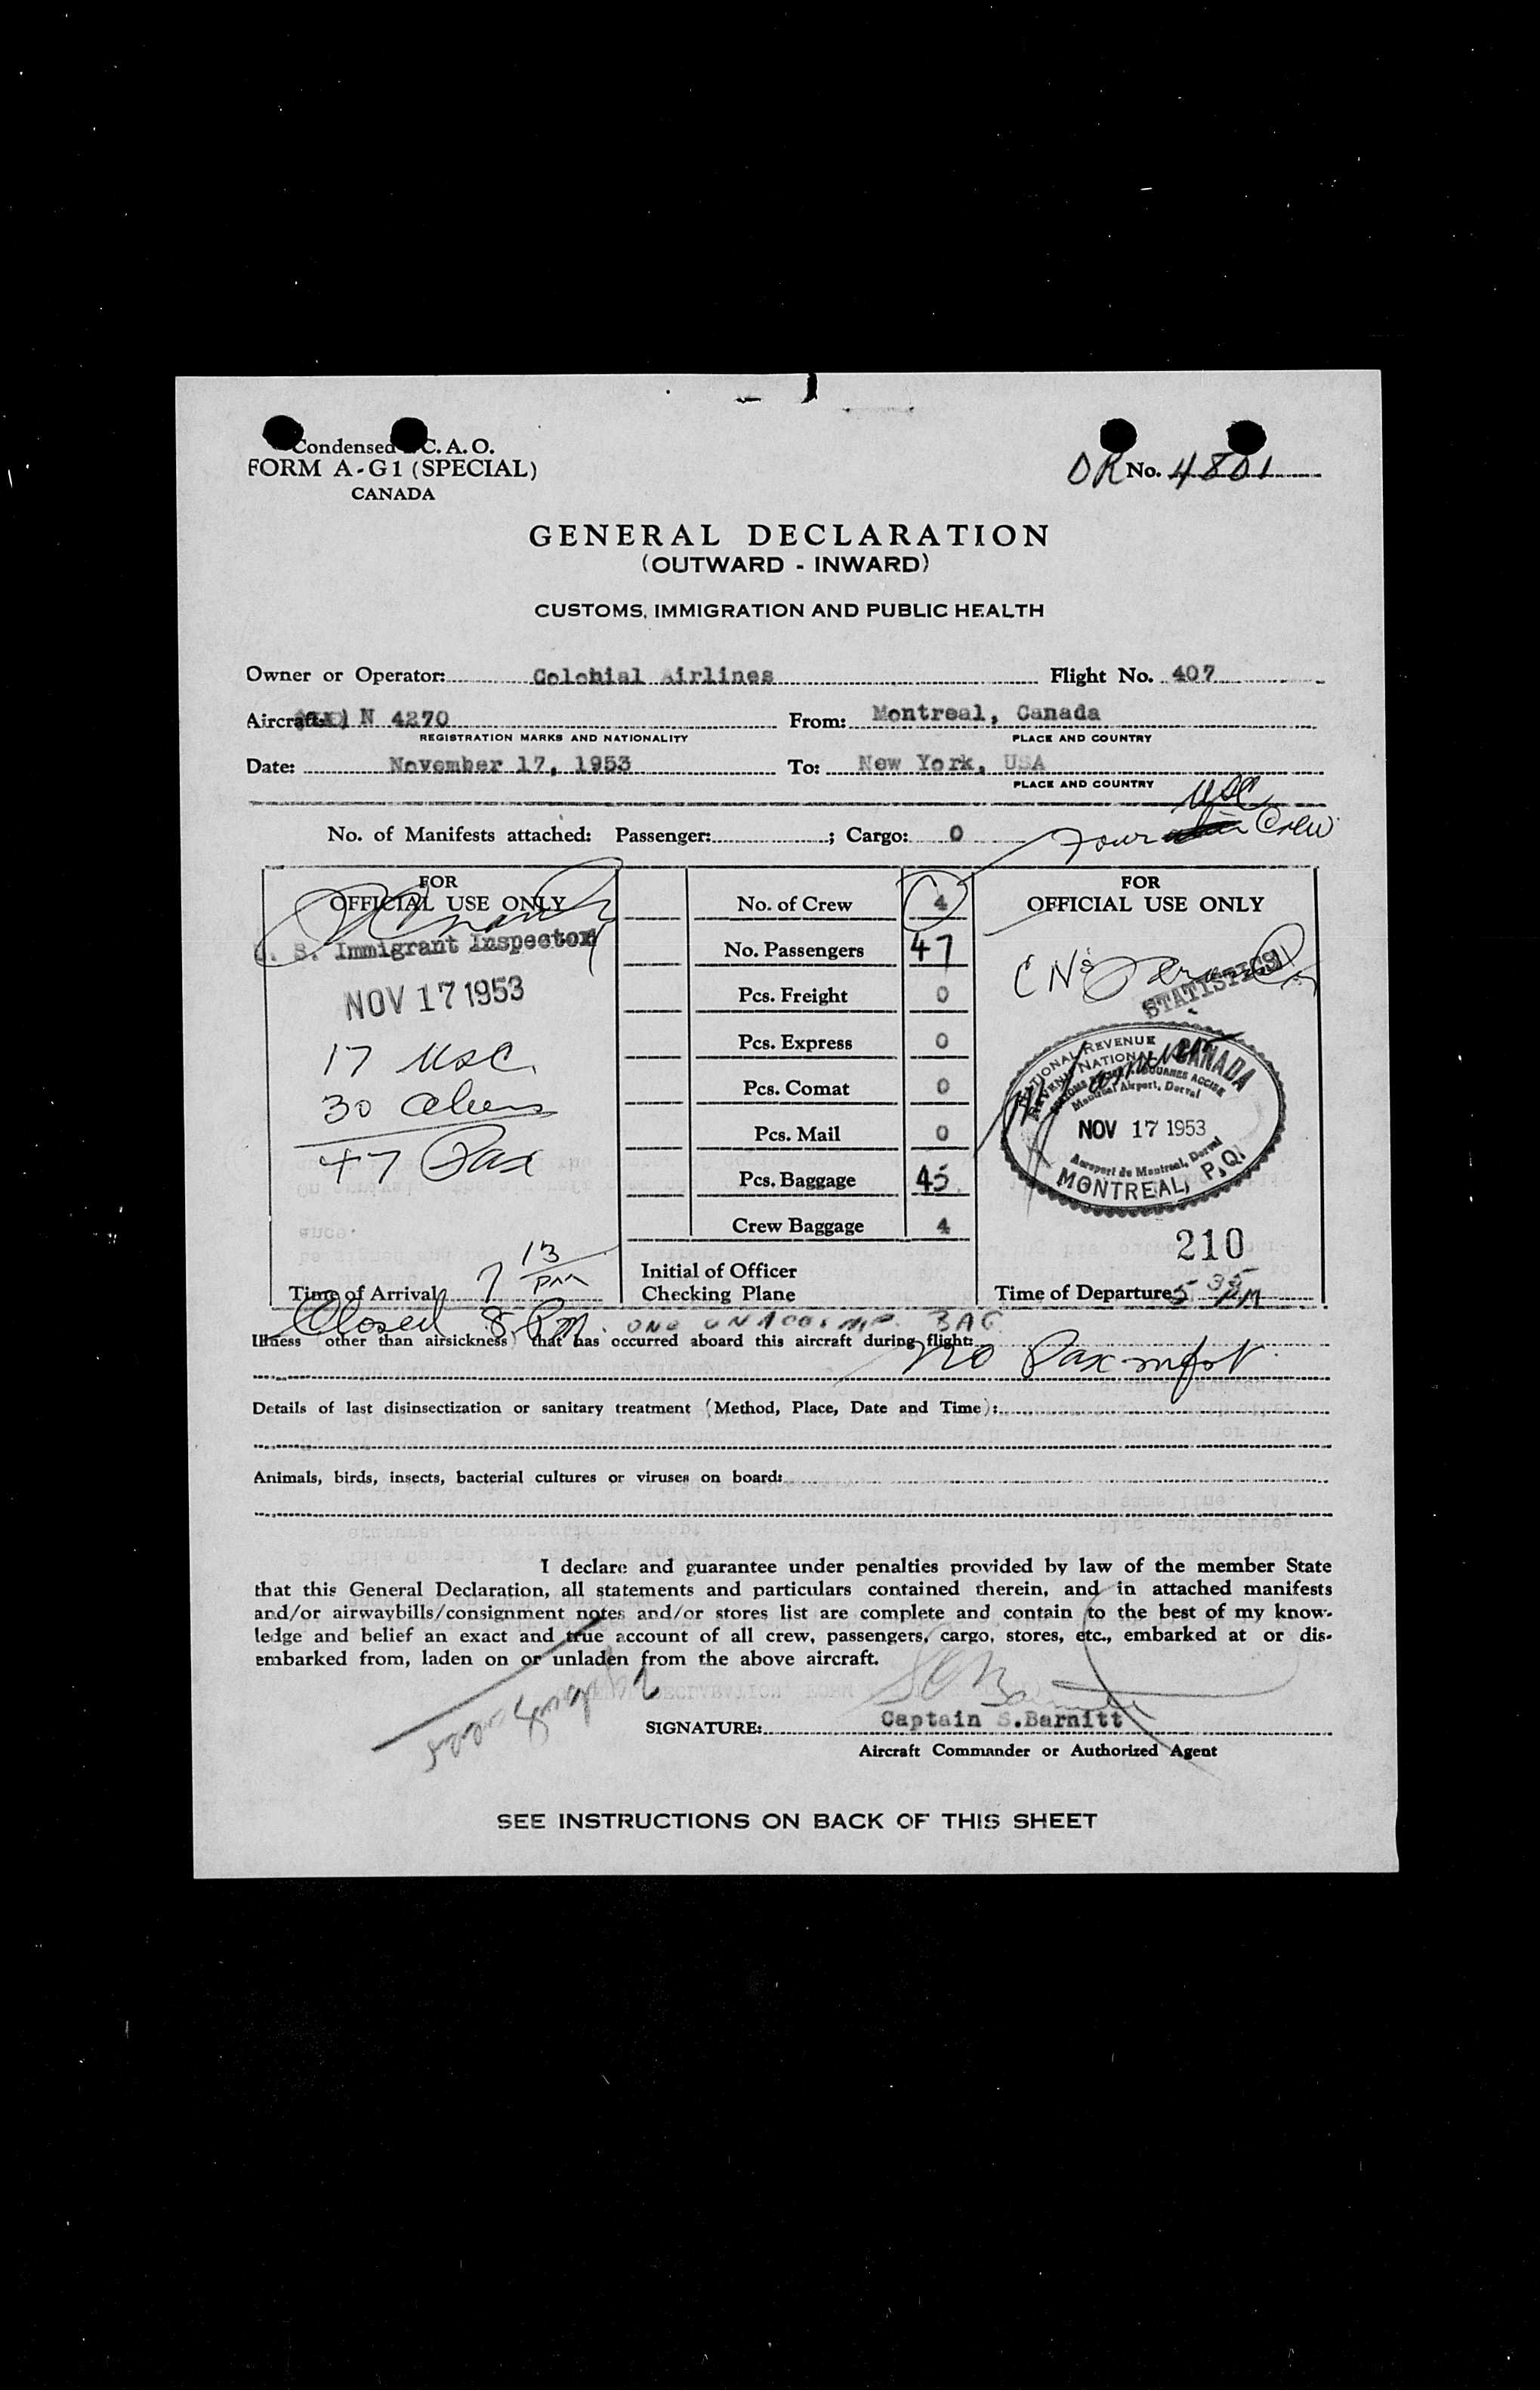 Condensed C. A. O.
FORM A-G1 (SPECIAL)
CANADA
OR No. 4801
GENERAL DECLARATION
(OUTWARD - INWARD)
CUSTOMS, IMMIGRATION AND PUBLIC HEALTH
Owner or Operator: Colonial Airlines Flight No. 407
Aircraft: N 4270 From: Montreal, Canada
REGISTRATION MARKS AND NATIONALITY PLACE AND COUNTRY
Date: November 17, 1953 To: New York, USA
PLACE AND COUNTRY
USC
No. of Manifests attached: Passenger: ; Cargo: 0 Four Crew
FOR
OFFICIAL USE ONLY
S. Immigrant Inspector
NOV 17 1953
17 USC
30 Aliens
47 Pax
Time of Arrival 7 13 PM
No. of Crew 4
No. Passengers 47
Pcs. Freight 0
Pcs. Express 0
Pcs. Comat 0
Pcs. Mail 0
Pcs. Baggage 45
Crew Baggage 4
Initial of Officer
Checking Plane
FOR
OFFICIAL USE ONLY
STATISTICS
NATIONAL REVENUE CANADA
REVENU NATIONAL
DOUANES ACCISE
Montreal Airport, Dorval
NOV 17 1953
Aeroport de Montreal, Dorval
MONTREAL, P.Q.
210
Time of Departure 5 35 PM
Closed 8 Pm. ONE UNACCOMP. BAG
Illness (other than airsickness) that has occurred aboard this aircraft during flight:
No Pax mfst
Details of last disinsectization or sanitary treatment (Method, Place, Date and Time):
Animals, birds, insects, bacterial cultures or viruses on board:
I declare and guarantee under penalties provided by law of the member State
that this General Declaration, all statements and particulars contained therein, and in attached manifests
and/or airwaybills/consignment notes and/or stores list are complete and contain to the best of my know-
ledge and belief an exact and true account of all crew, passengers, cargo, stores, etc., embarked at or dis-
embarked from, laden on or unladen from the above aircraft.
SIGNATURE: Captain S.Barnitt
Aircraft Commander or Authorized Agent
SEE INSTRUCTIONS ON BACK OF THIS SHEET